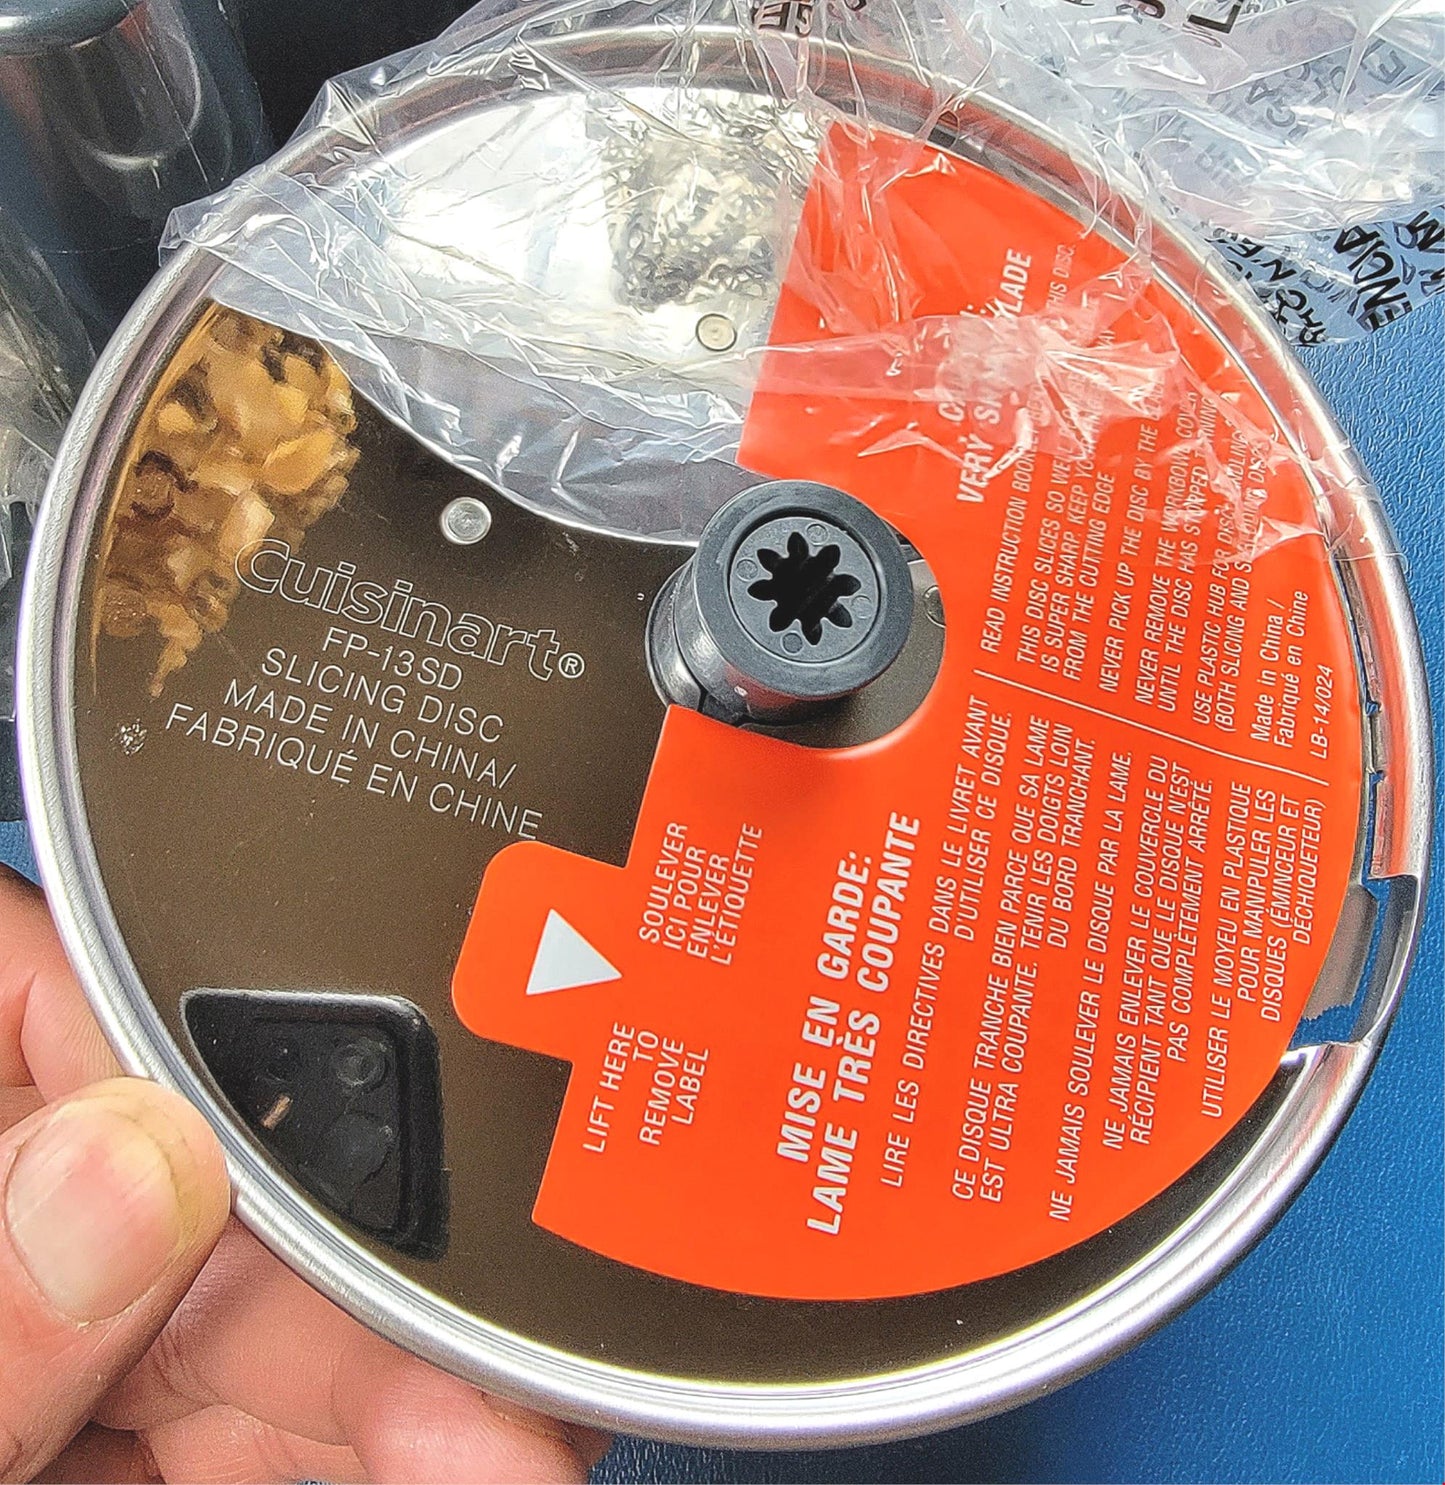 Cuisinart®
FP-13SD
SLICING DISC
MADE IN CHINA/
FABRIQUÉ EN CHINE
VERY
LADE
READ INSTRUCTION
THIS DISC.
THIS DISC SLICES SO
IS SUPER SHARP. KEEP
FROM THE CUTTING EDGE
NEVER PICK UP THE DISC BY THE
NEVER REMOVE THE WORKBOWL COVER
UNTIL THE DISC HAS STOPPED
USE PLASTIC HUB FOR DISC
(BOTH SLICING AND
Made in China /
Fabriqué en Chine
LB-14/024
SOULEVER
ICI POUR
ENLEVER
L'ÉTIQUETTE
LIFT HERE
TO
REMOVE
LABEL
MISE EN GARDE:
LAME TRÈS COUPANTE
LIRE LES DIRECTIVES DANS LE LIVRET AVANT
D'UTILISER CE DISQUE.
CE DISQUE TRANCHE BIEN PARCE QUE SA LAME
EST ULTRA COUPANTE. TENIR LES DOIGTS LOIN
DU BORD TRANCHANT.
NE JAMAIS SOULEVER LE DISQUE PAR LA LAME.
NE JAMAIS ENLEVER LE COUVERCLE DU
RÉCIPIENT TANT QUE LE DISQUE N'EST
PAS COMPLÈTEMENT ARRÊTÉ.
UTILISER LE MOYEU EN PLASTIQUE
POUR MANIPULER LES
DISQUES (ÉMINCEUR ET
DÉCHIQUETEUR)